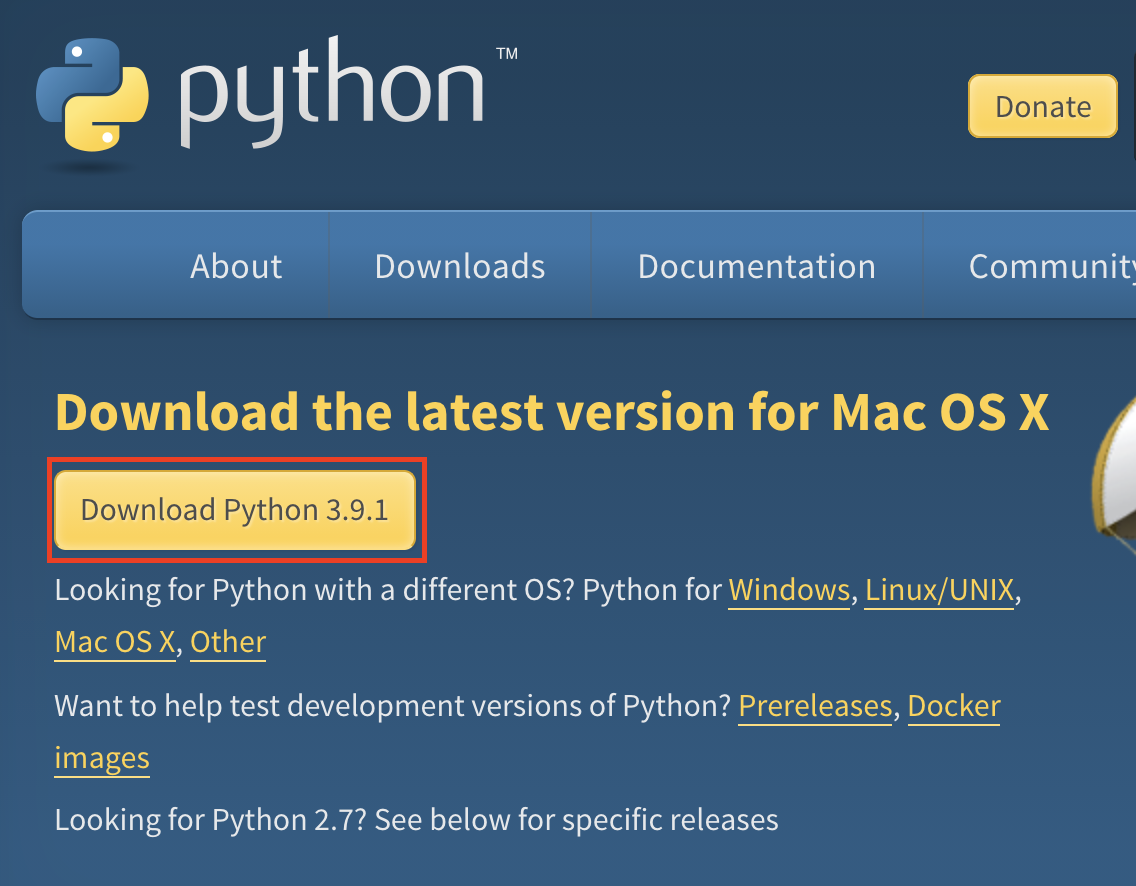 python™
Donate
About Downloads Documentation Community
Download the latest version for Mac OS X
Download Python 3.9.1
Looking for Python with a different OS? Python for Windows, Linux/UNIX,
Mac OS X, Other
Want to help test development versions of Python? Prereleases, Docker
images
Looking for Python 2.7? See below for specific releases